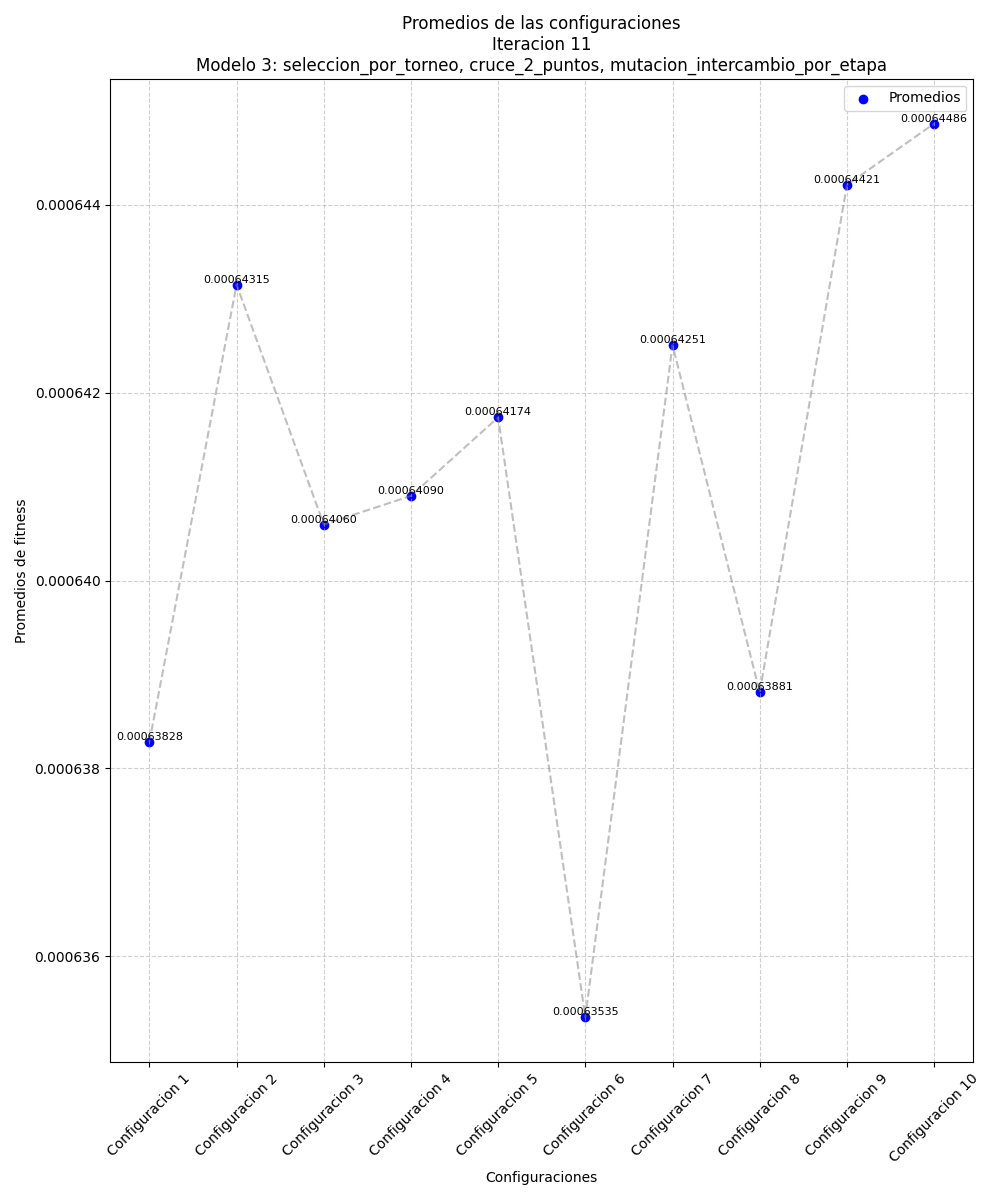 Promedios de las configuraciones
Iteracion 11
Modelo 3: seleccion_por_torneo, cruce_2_puntos, mutacion_intercambio_por_etapa
Promedios
0.00064486
0.00064421
0.000644
0.00064315
0.00064251
0.000642
0.00064174
0.00064090
0.00064060
0.000640
0.00063881
0.00063828
0.000638
0.000636
0.00063535
Promedios de fitness
Configuracion 1
Configuracion 2
Configuracion 3
Configuracion 4
Configuracion 5
Configuracion 6
Configuracion 7
Configuracion 8
Configuracion 9
Configuracion 10
Configuraciones